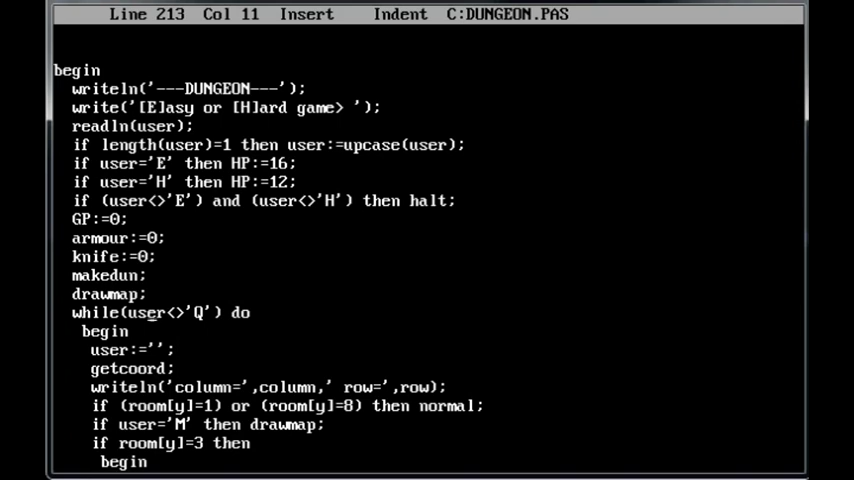 Line 213 Col 11 Insert Indent C:DUNGEON.PAS
begin
writeln('---DUNGEON---');
write('[E]asy or [H]ard game> ');
readln(user);
if length(user)=1 then user:=upcase(user);
if user='E' then HP:=16;
if user='H' then HP:=12;
if (user<>'E') and (user<>'H') then halt;
GP:=0;
armour:=0;
knife:=0;
makedun;
drawmap;
while(user<>'Q') do
begin
user:='';
getcoord;
writeln('column=',column,' row=',row);
if (room[y]=1) or (room[y]=8) then normal;
if user='M' then drawmap;
if room[y]=3 then
begin